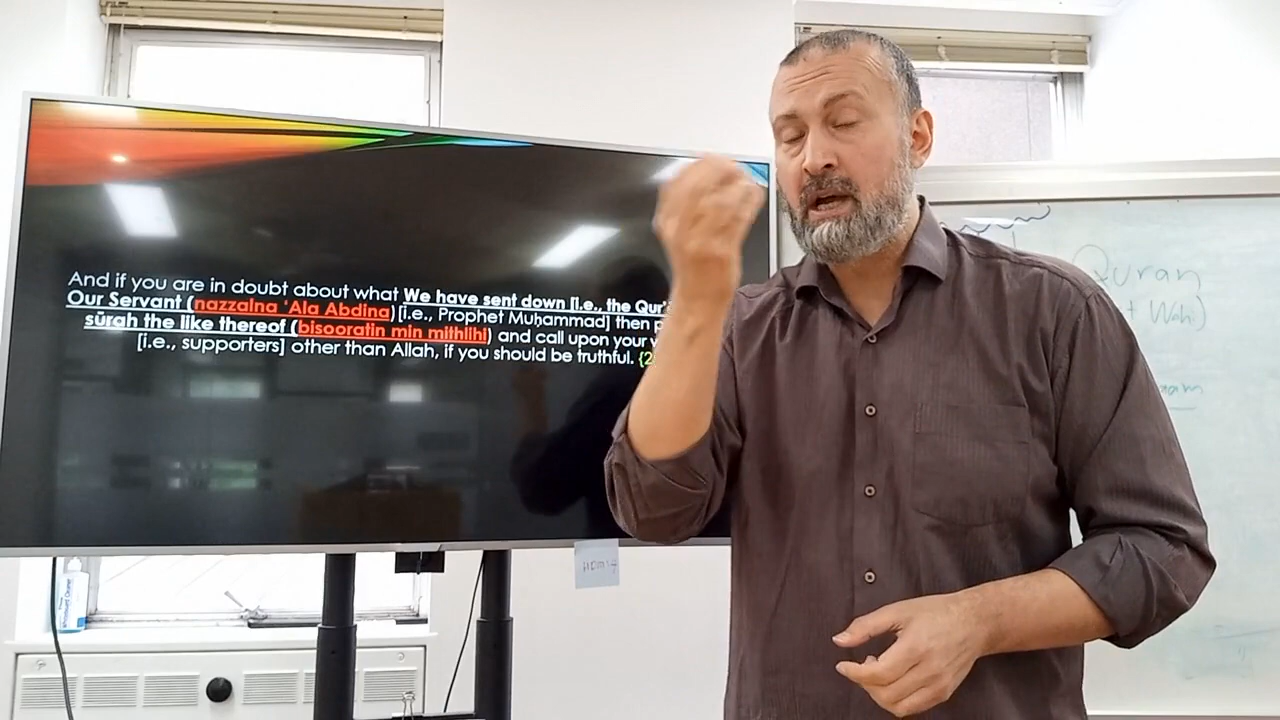 And if you are in doubt about what We have sent down [i.e., the Qur'
Our Servant (nazzalna 'Ala Abdina) [i.e., Prophet Muḥammad] then
sūrah the like thereof (bisooratin min mithlihi) and call upon your
[i.e., supporters] other than Allah, if you should be truthful. {2
Quran
Wahi)